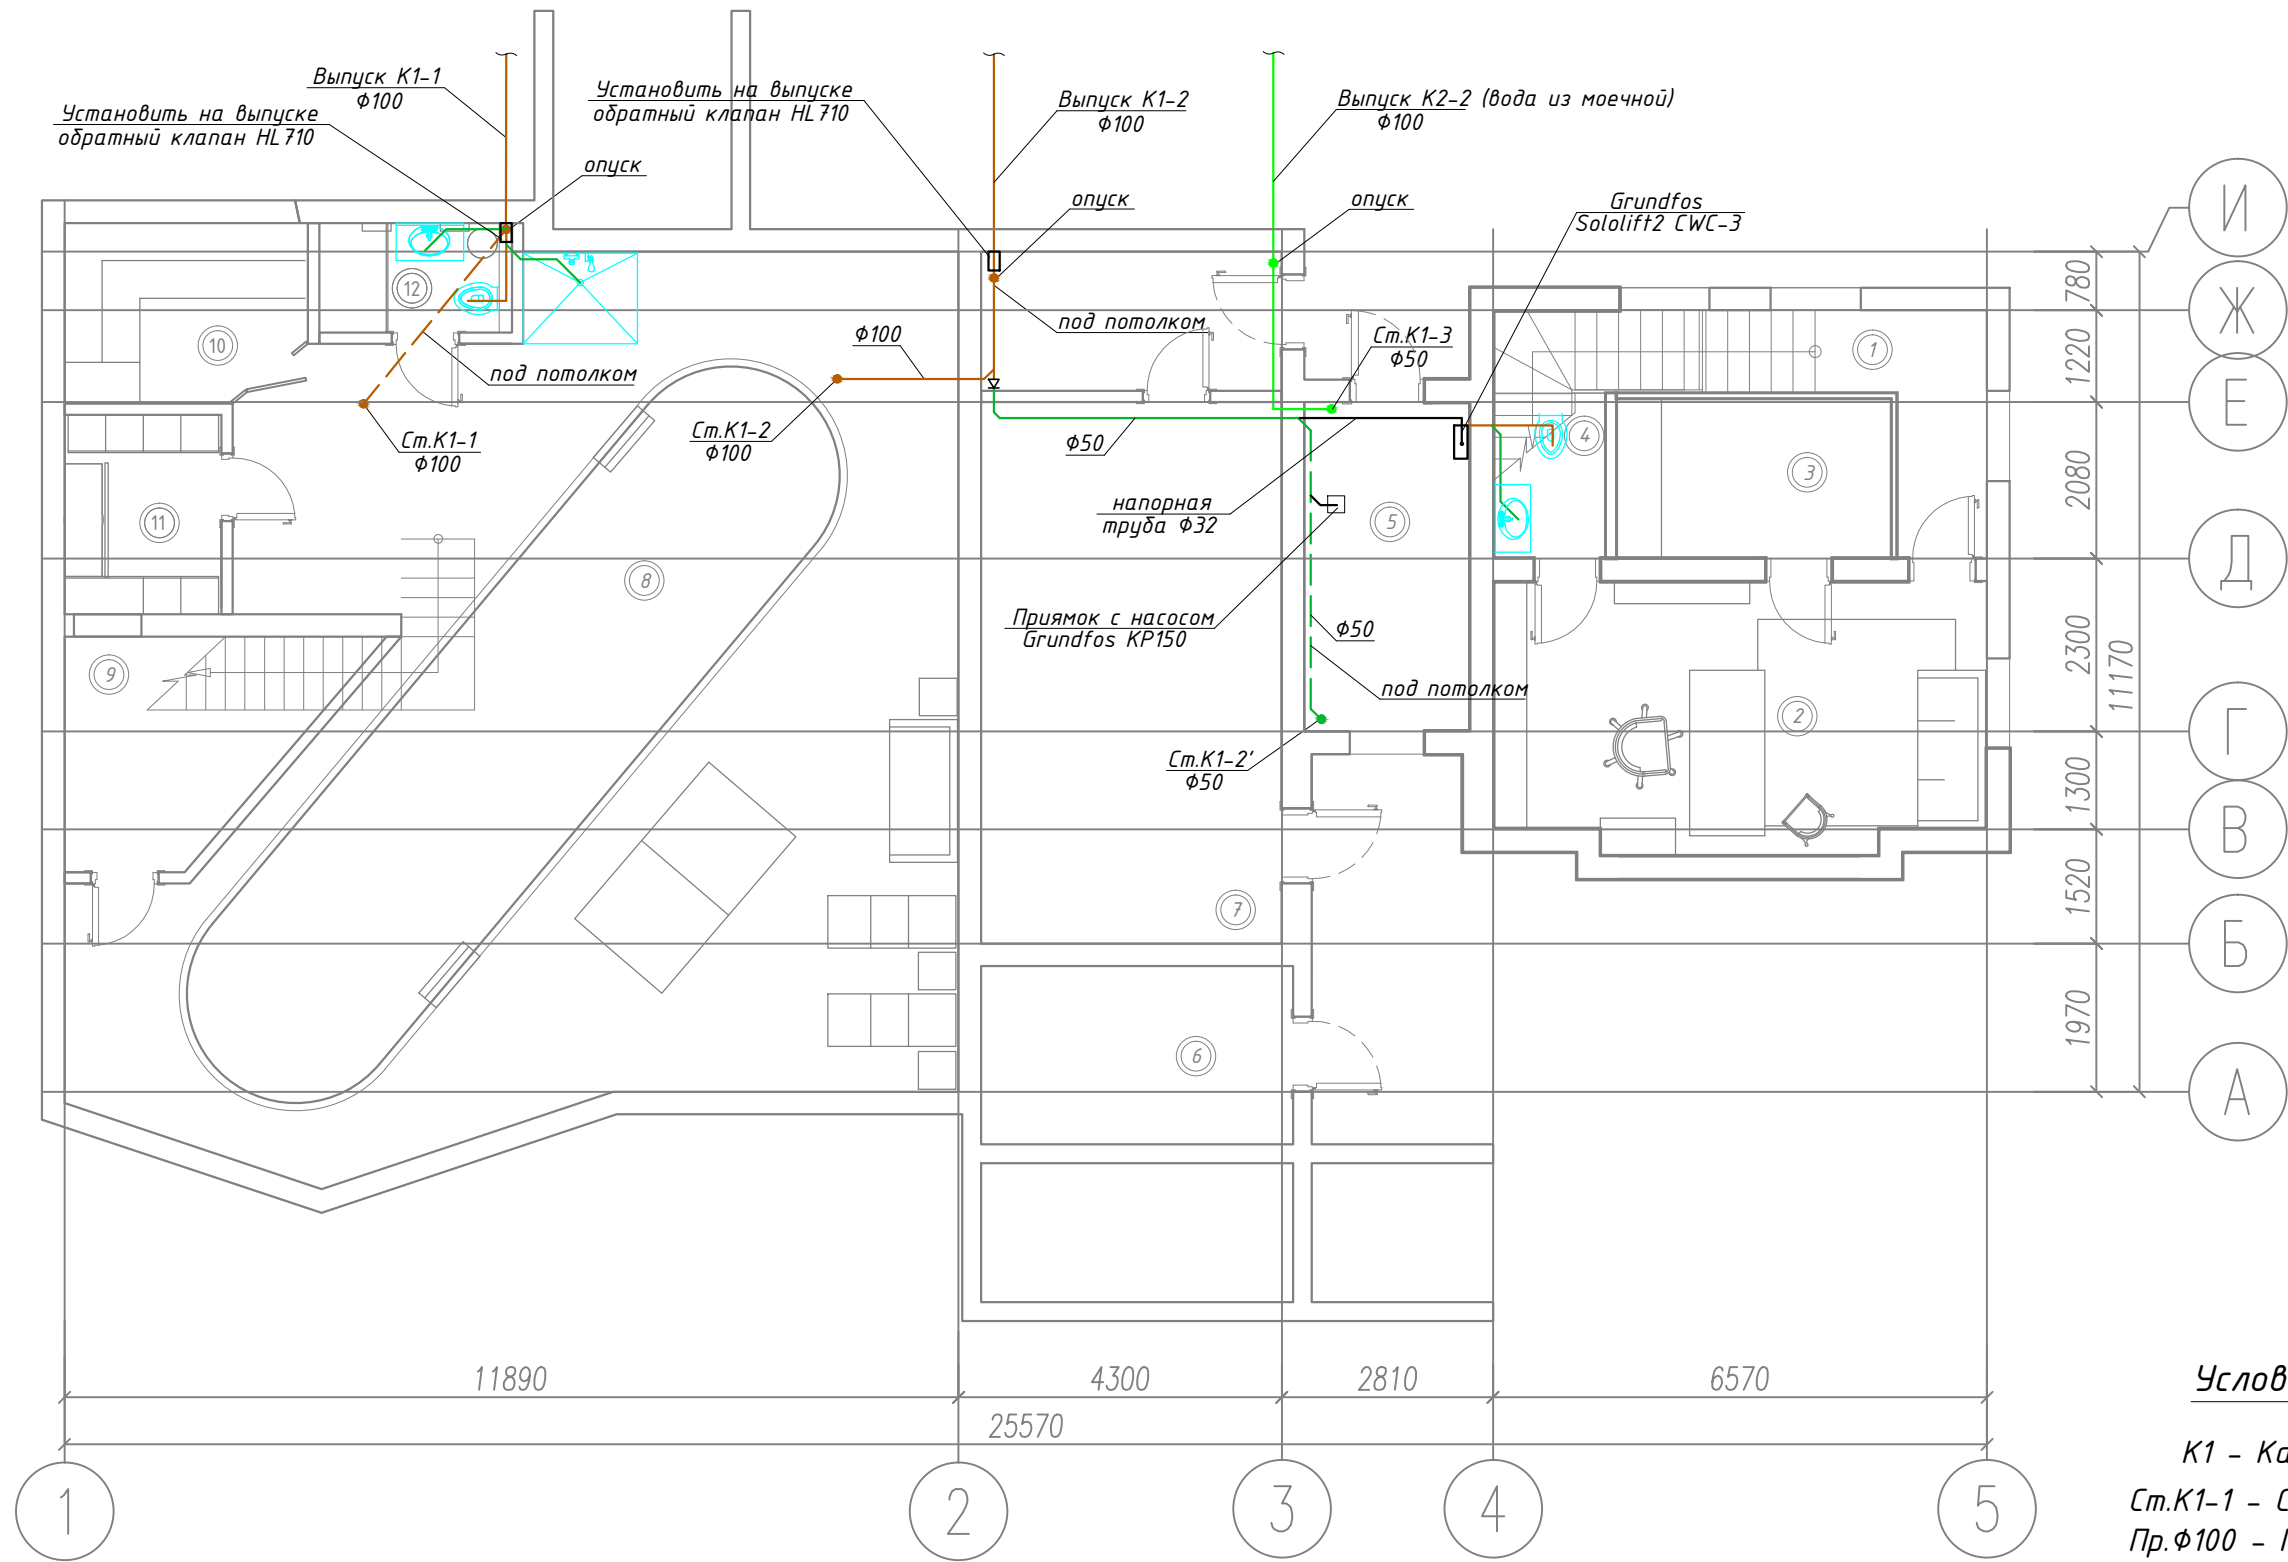 Выпуск К1-1
Ф100
Установить на выпуске
обратный клапан HL710
Установить на выпуске
обратный клапан HL710
Выпуск К1-2
Ф100
Выпуск К2-2 (вода из моечной)
Ф100
опуск
опуск
опуск
Grundfos
Sololift2 CWC-3
И
780
Ж
12
10
под потолком
Ф100
под потолком
Ст.К1-3
Ф50
1
1220
Е
Ст.К1-1
Ф100
Ст.К1-2
Ф100
Ф50
4
3
2080
11
напорная
труба Ф32
5
Д
8
Приямок с насосом
Grundfos KP150
Ф50
2300
11170
9
под потолком
2
Г
Ст.К1-2'
Ф50
1300
В
1520
7
Б
1970
6
А
11890
4300
2810
6570
25570
Услов
К1 - Ка
Ст.К1-1 - С
Пр.Ф100 -
1
2
3
4
5